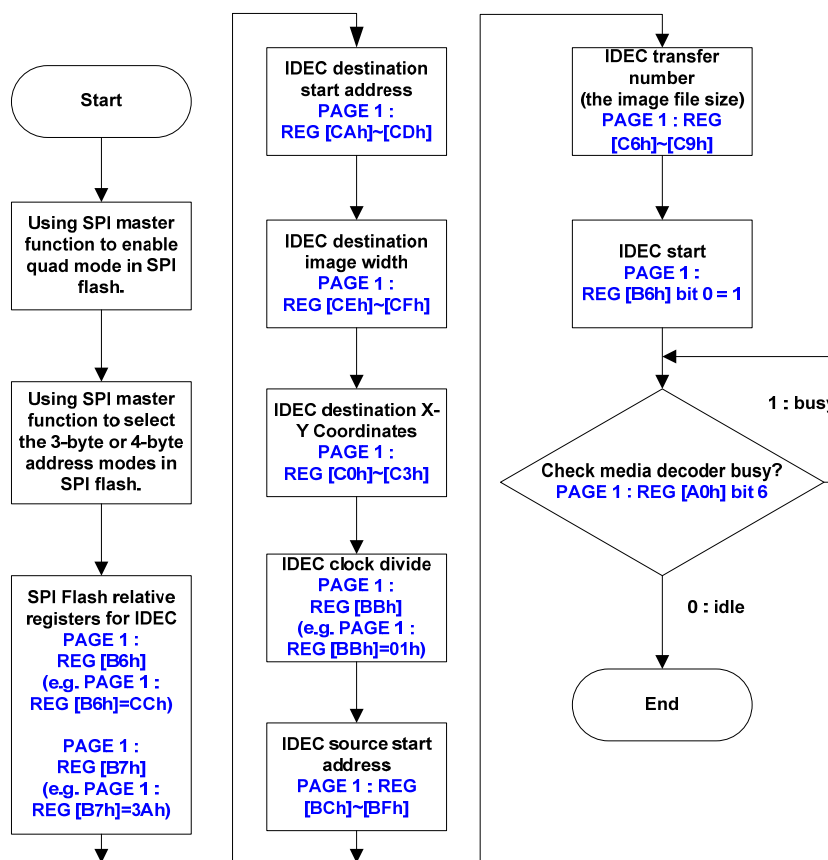 Start
Using SPI master
function to enable
quad mode in SPI
flash.
Using SPI master
function to select
the 3-byte or 4-byte
address modes in
SPI flash.
SPI Flash relative
registers for IDEC
PAGE 1 :
REG [B6h]
(e.g. PAGE 1 :
REG [B6h]=CCh)
PAGE 1 :
REG [B7h]
(e.g. PAGE 1 :
REG [B7h]=3Ah)
IDEC destination
start address
PAGE 1 :
REG [CAh]~[CDh]
IDEC destination
image width
PAGE 1 :
REG [CEh]~[CFh]
IDEC destination X-
Y Coordinates
PAGE 1 :
REG [C0h]~[C3h]
IDEC clock divide
PAGE 1 :
REG [BBh]
(e.g. PAGE 1 :
REG [BBh]=01h)
IDEC source start
address
PAGE 1 : REG
[BCh]~[BFh]
IDEC transfer
number
(the image file size)
PAGE 1 : REG
[C6h]~[C9h]
IDEC start
PAGE 1 :
REG [B6h] bit 0 = 1
1 : busy
Check media decoder busy?
PAGE 1 : REG [A0h] bit 6
0 : idle
End